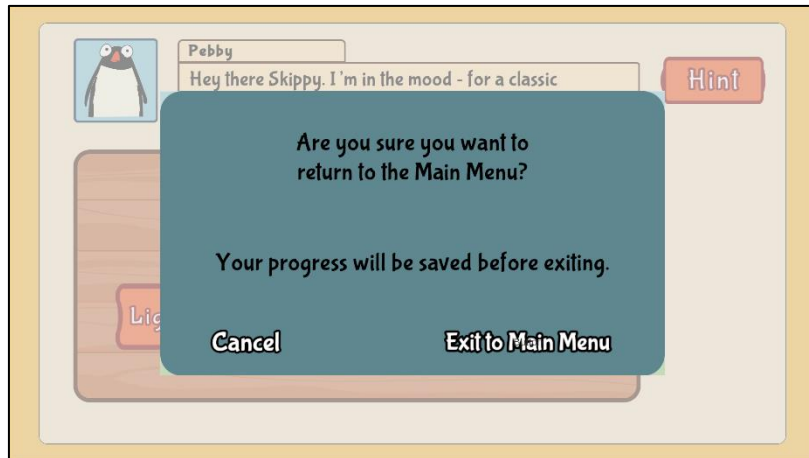 Pebby
Hey there Skippy. I'm in the mood - for a classic
Hint
Are you sure you want to
return to the Main Menu?
Your progress will be saved before exiting.
Cancel
Exit to Main Menu